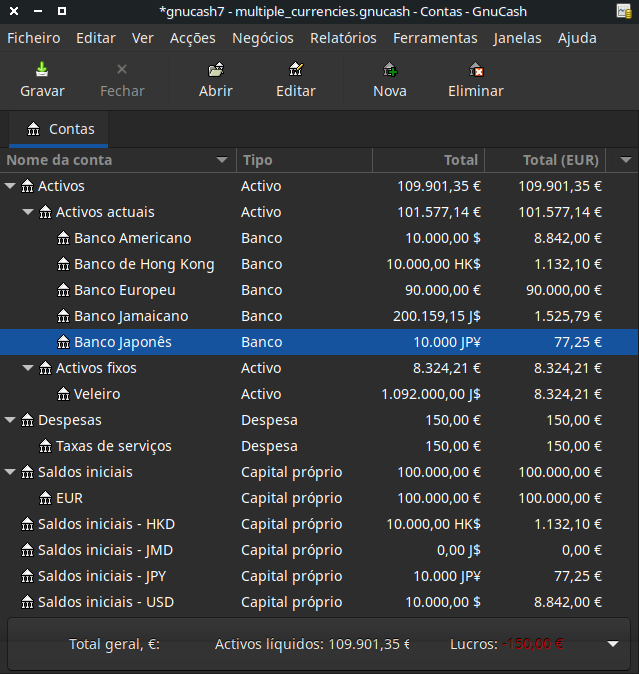 *gnucash7 - multiple_currencies.gnucash - Contas - GnuCash
Ficheiro Editar Ver Acções Negócios Relatórios Ferramentas Janelas Ajuda
Gravar Fechar Abrir Editar Nova Eliminar
Contas
Nome da conta Tipo Total Total (EUR)
Activos Activo 109.901,35 € 109.901,35 €
Activos actuais Activo 101.577,14 € 101.577,14 €
Banco Americano Banco 10.000,00 $ 8.842,00 €
Banco de Hong Kong Banco 10.000,00 HK$ 1.132,10 €
Banco Europeu Banco 90.000,00 € 90.000,00 €
Banco Jamaicano Banco 200.159,15 J$ 1.525,79 €
Banco Japonês Banco 10.000 JP¥ 77,25 €
Activos fixos Activo 8.324,21 € 8.324,21 €
Veleiro Activo 1.092.000,00 J$ 8.324,21 €
Despesas Despesa 150,00 € 150,00 €
Taxas de serviços Despesa 150,00 € 150,00 €
Saldos iniciais Capital próprio 100.000,00 € 100.000,00 €
EUR Capital próprio 100.000,00 € 100.000,00 €
Saldos iniciais - HKD Capital próprio 10.000,00 HK$ 1.132,10 €
Saldos iniciais - JMD Capital próprio 0,00 J$ 0,00 €
Saldos iniciais - JPY Capital próprio 10.000 JP¥ 77,25 €
Saldos iniciais - USD Capital próprio 10.000,00 $ 8.842,00 €
Total geral, €: Activos líquidos: 109.901,35 € Lucros: -150,00 €